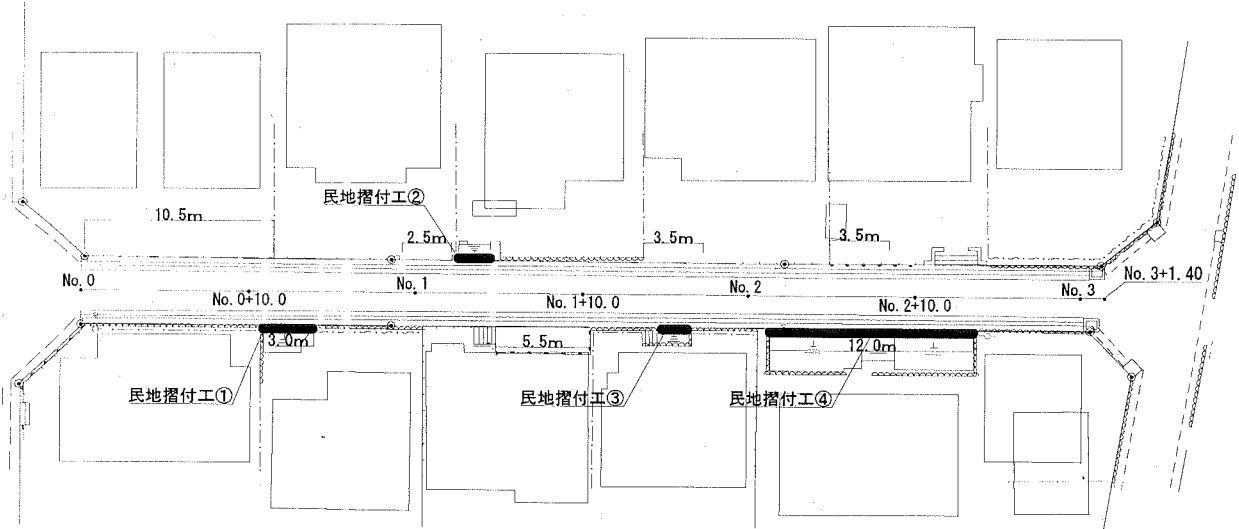 民地摺付工②
10.5m
2.5m
3.5m
3.5m
No.0
No.0+10.0
No.1
No.1+10.0
No.2
No.2+10.0
No.3
No.3+1.40
3.0m
5.5m
12.0m
民地摺付工①
民地摺付工③
民地摺付工④